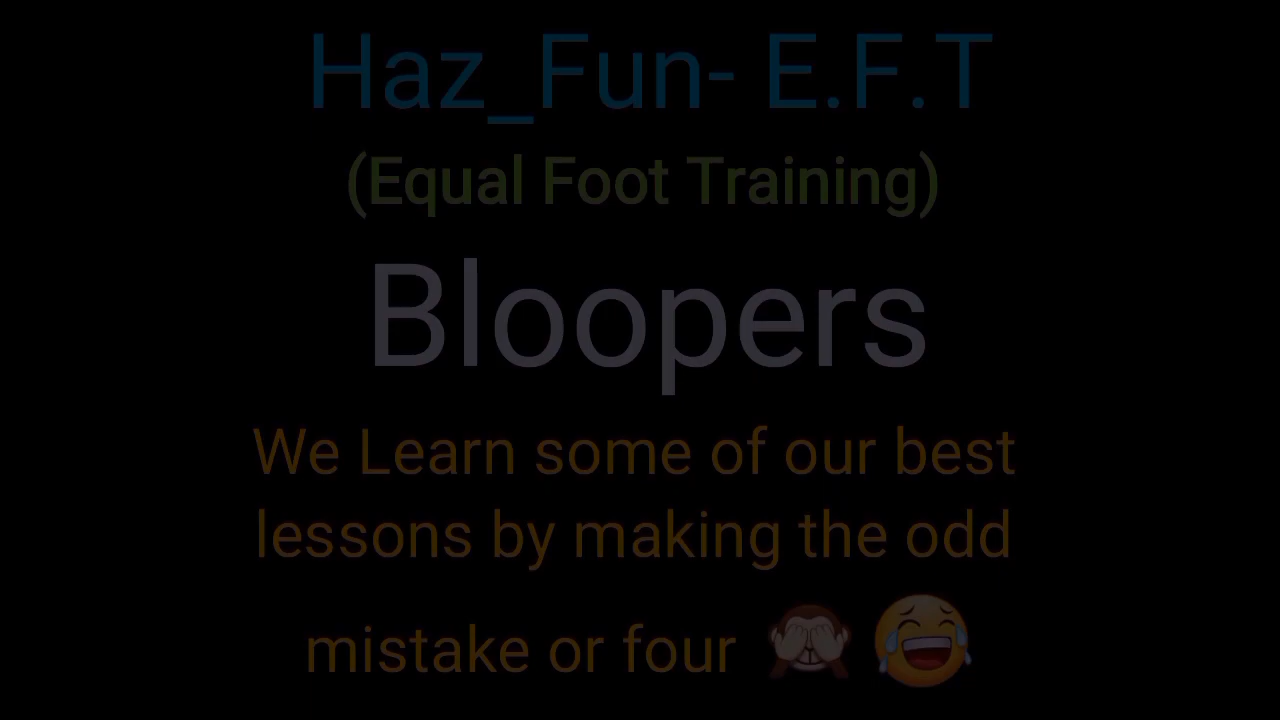 Haz_Fun- E.F.T
(Equal Foot Training)
Bloopers
We Learn some of our best
lessons by making the odd
mistake or four 🙈 😂